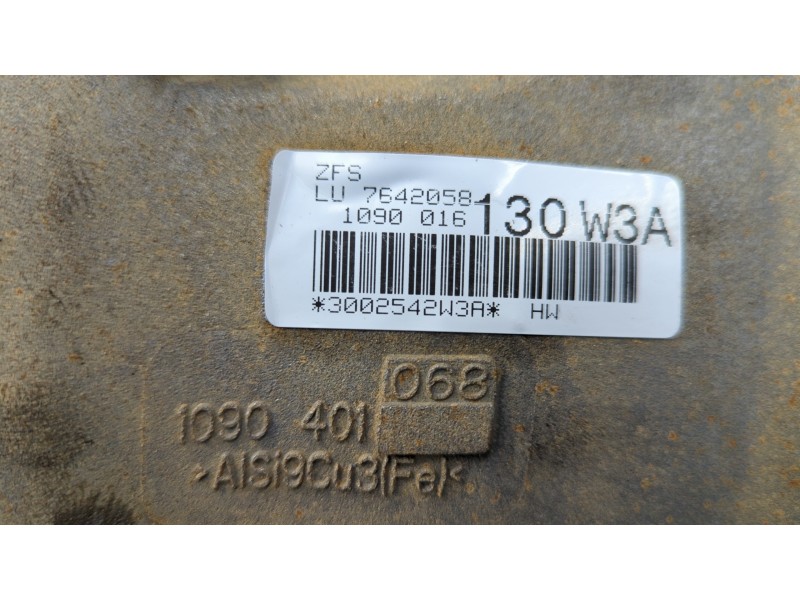 ZFS
LU 7642058
1090 016 130 W3A
*3002542W3A* HW
068
1090 401
>AlSi9Cu3(Fe)<